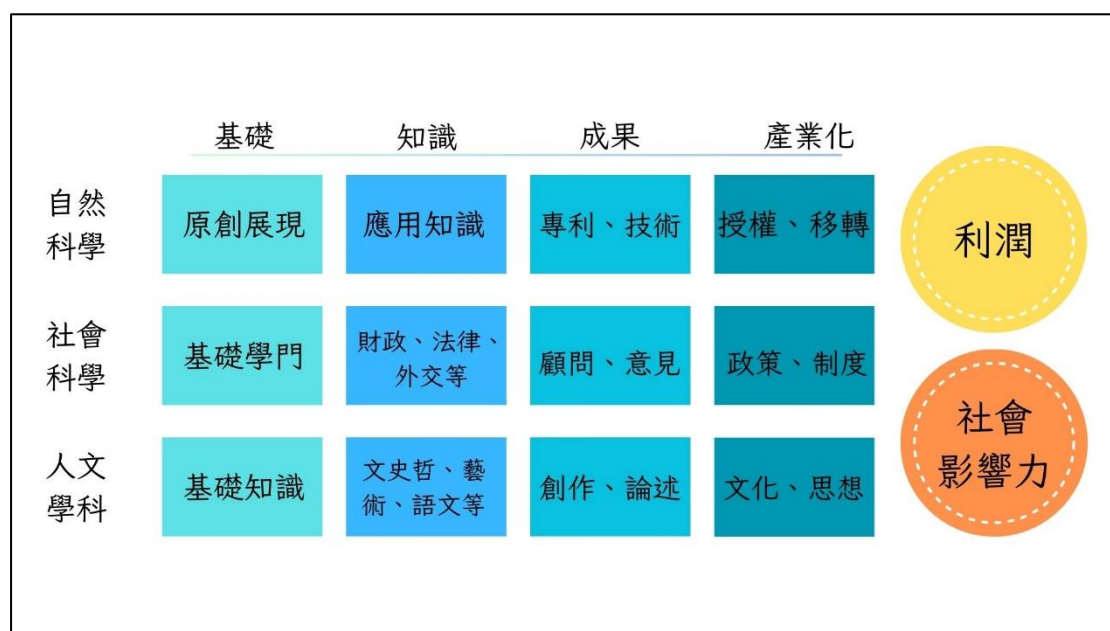 基礎
知識
成果
產業化
自然
科學
原創展現
應用知識
專利、技術
授權、移轉
利潤
社會
科學
基礎學門
財政、法律、
外交等
顧問、意見
政策、制度
社會
影響力
人文
學科
基礎知識
文史哲、藝
術、語文等
創作、論述
文化、思想